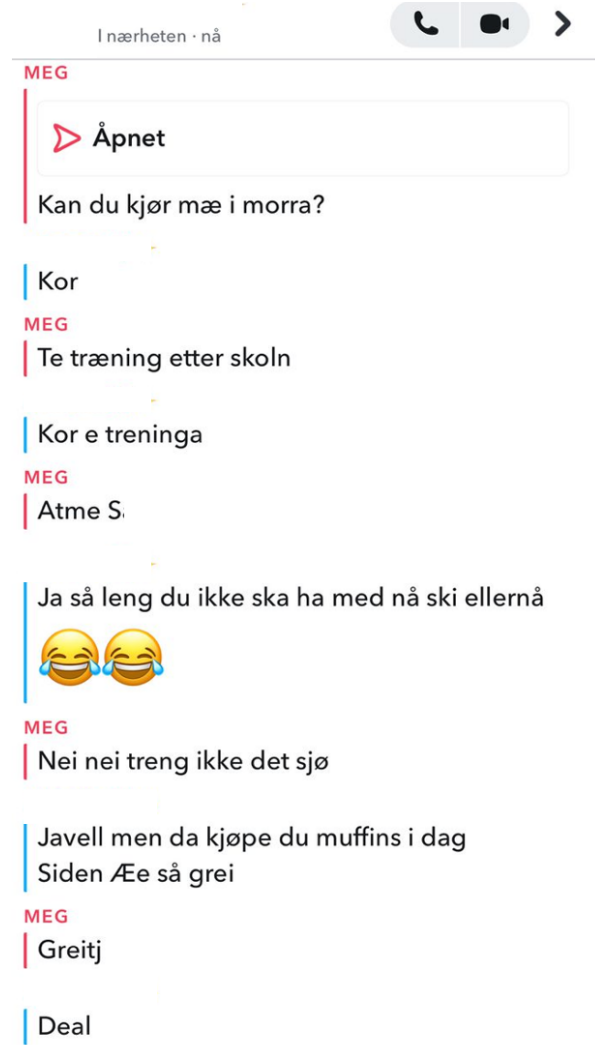 I nærheten · nå
MEG
Åpnet
Kan du kjør mæ i morra?
Kor
MEG
Te træning etter skoln
Kor e treninga
MEG
Atme
Ja så leng du ikke ska ha med nå ski ellernå
😂😂
MEG
Nei nei treng ikke det sjø
Javell men da kjøpe du muffins i dag
Siden Æe så grei
MEG
Greitj
Deal